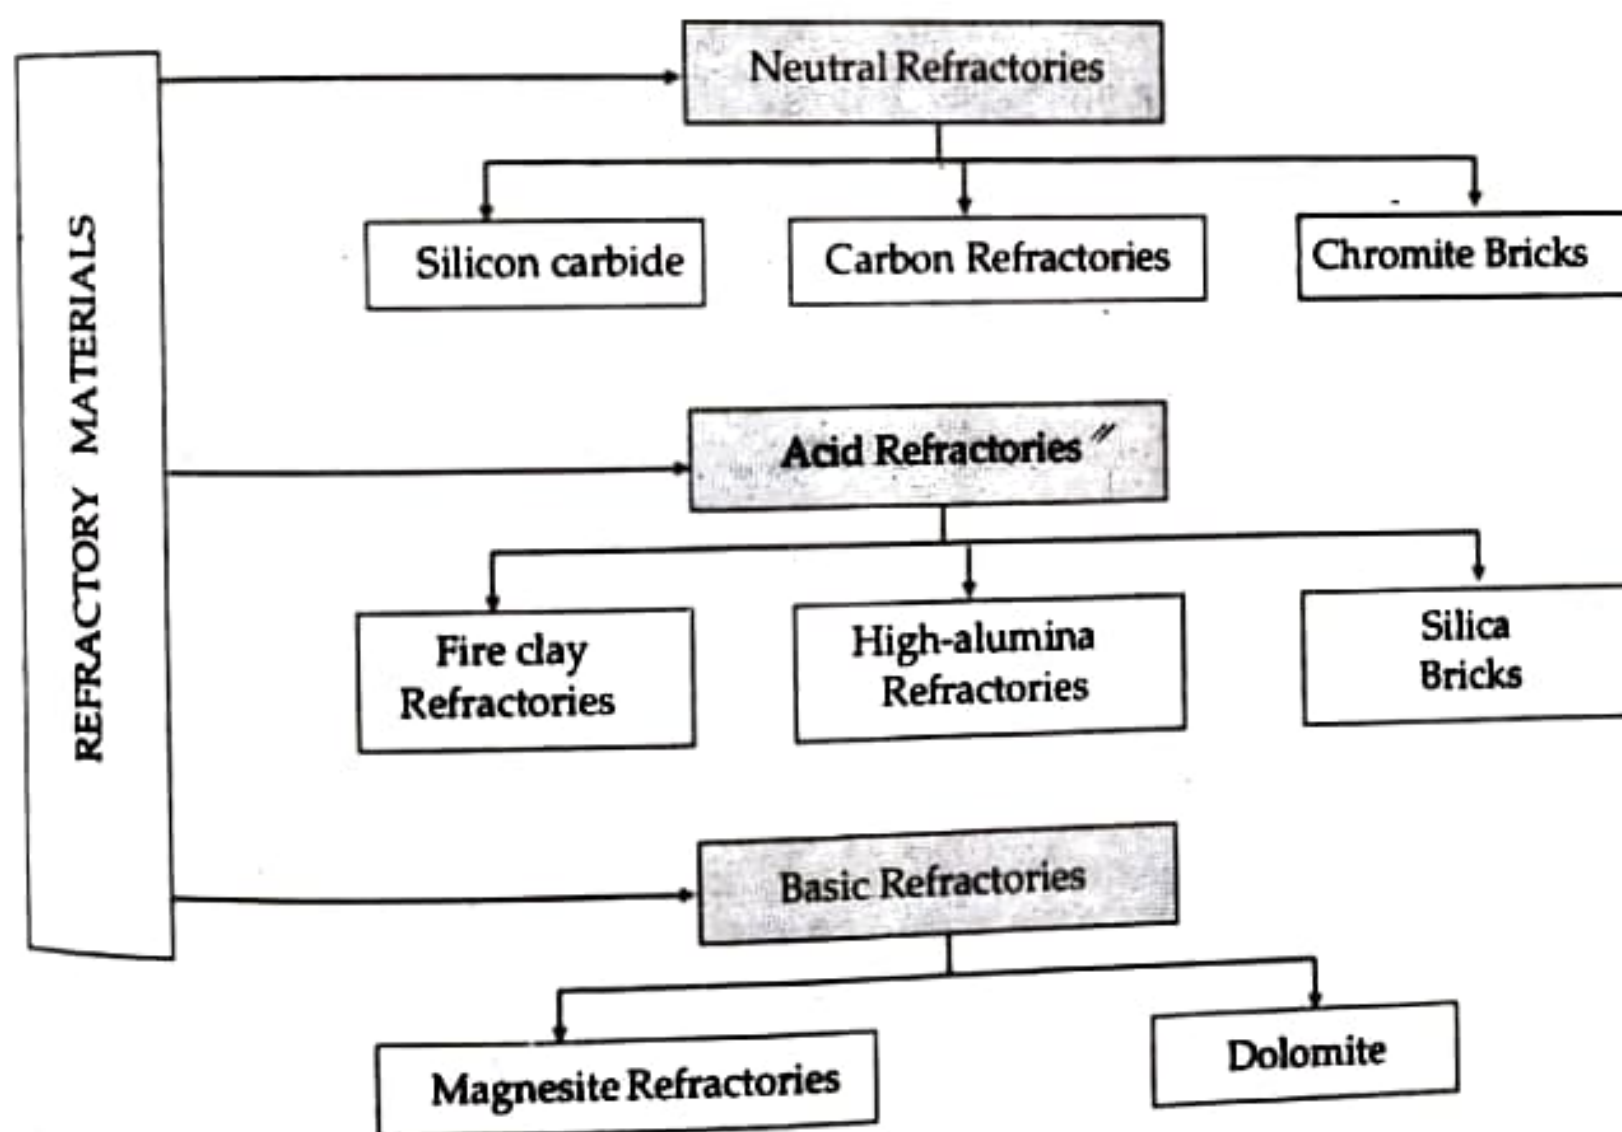 REFRACTORY MATERIALS
Neutral Refractories
Silicon carbide
Carbon Refractories
Chromite Bricks
Acid Refractories
Fire clay
Refractories
High-alumina
Refractories
Silica
Bricks
Basic Refractories
Magnesite Refractories
Dolomite